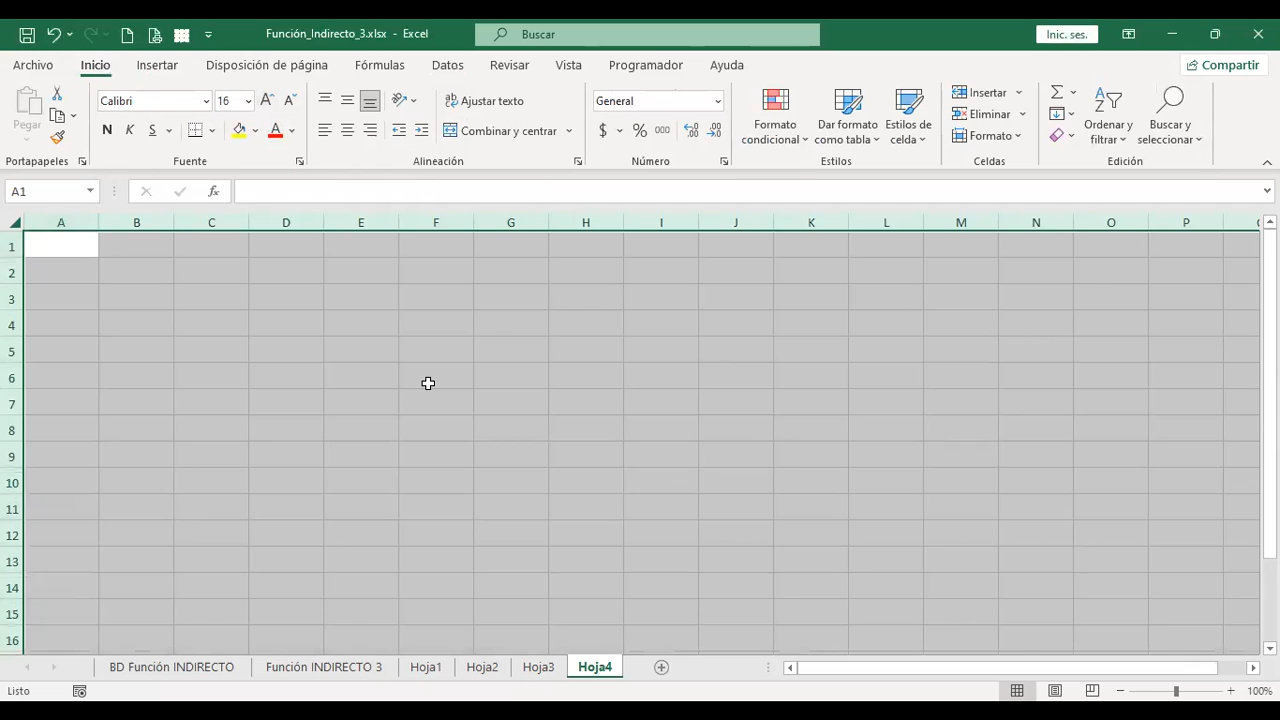 Función_Indirecto_3.xlsx - Excel
Buscar
Inic. ses.
Archivo Inicio Insertar Disposición de página Fórmulas Datos Revisar Vista Programador Ayuda Compartir
Pegar
Calibri 16
N K S
A A
ab Ajustar texto
Combinar y centrar
General
$ % 000
Formato condicional
Dar formato como tabla
Estilos de celda
Insertar
Eliminar
Formato
Ordenar y filtrar
Buscar y seleccionar
Portapapeles Fuente Alineación Número Estilos Celdas Edición
A1 fx
A B C D E F G H I J K L M N O P
1
2
3
4
5
6
7
8
9
10
11
12
13
14
15
16
BD Función INDIRECTO Función INDIRECTO 3 Hoja1 Hoja2 Hoja3 Hoja4
Listo 100%